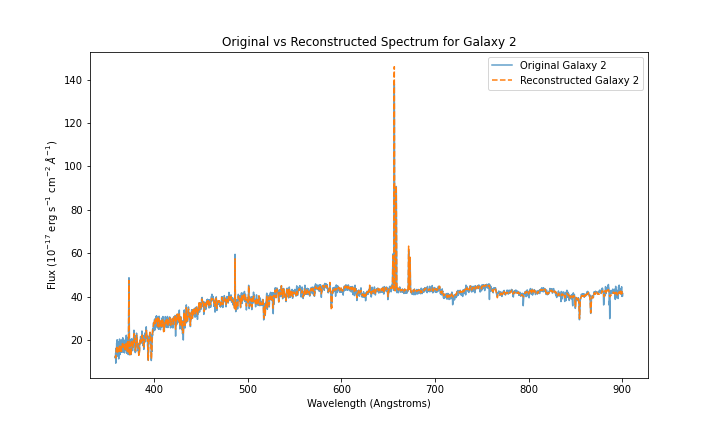 Original vs Reconstructed Spectrum for Galaxy 2
Original Galaxy 2
Reconstructed Galaxy 2
Flux (10⁻¹⁷ erg s⁻¹ cm⁻² Å⁻¹)
140
120
100
80
60
40
20
400 500 600 700 800 900
Wavelength (Angstroms)